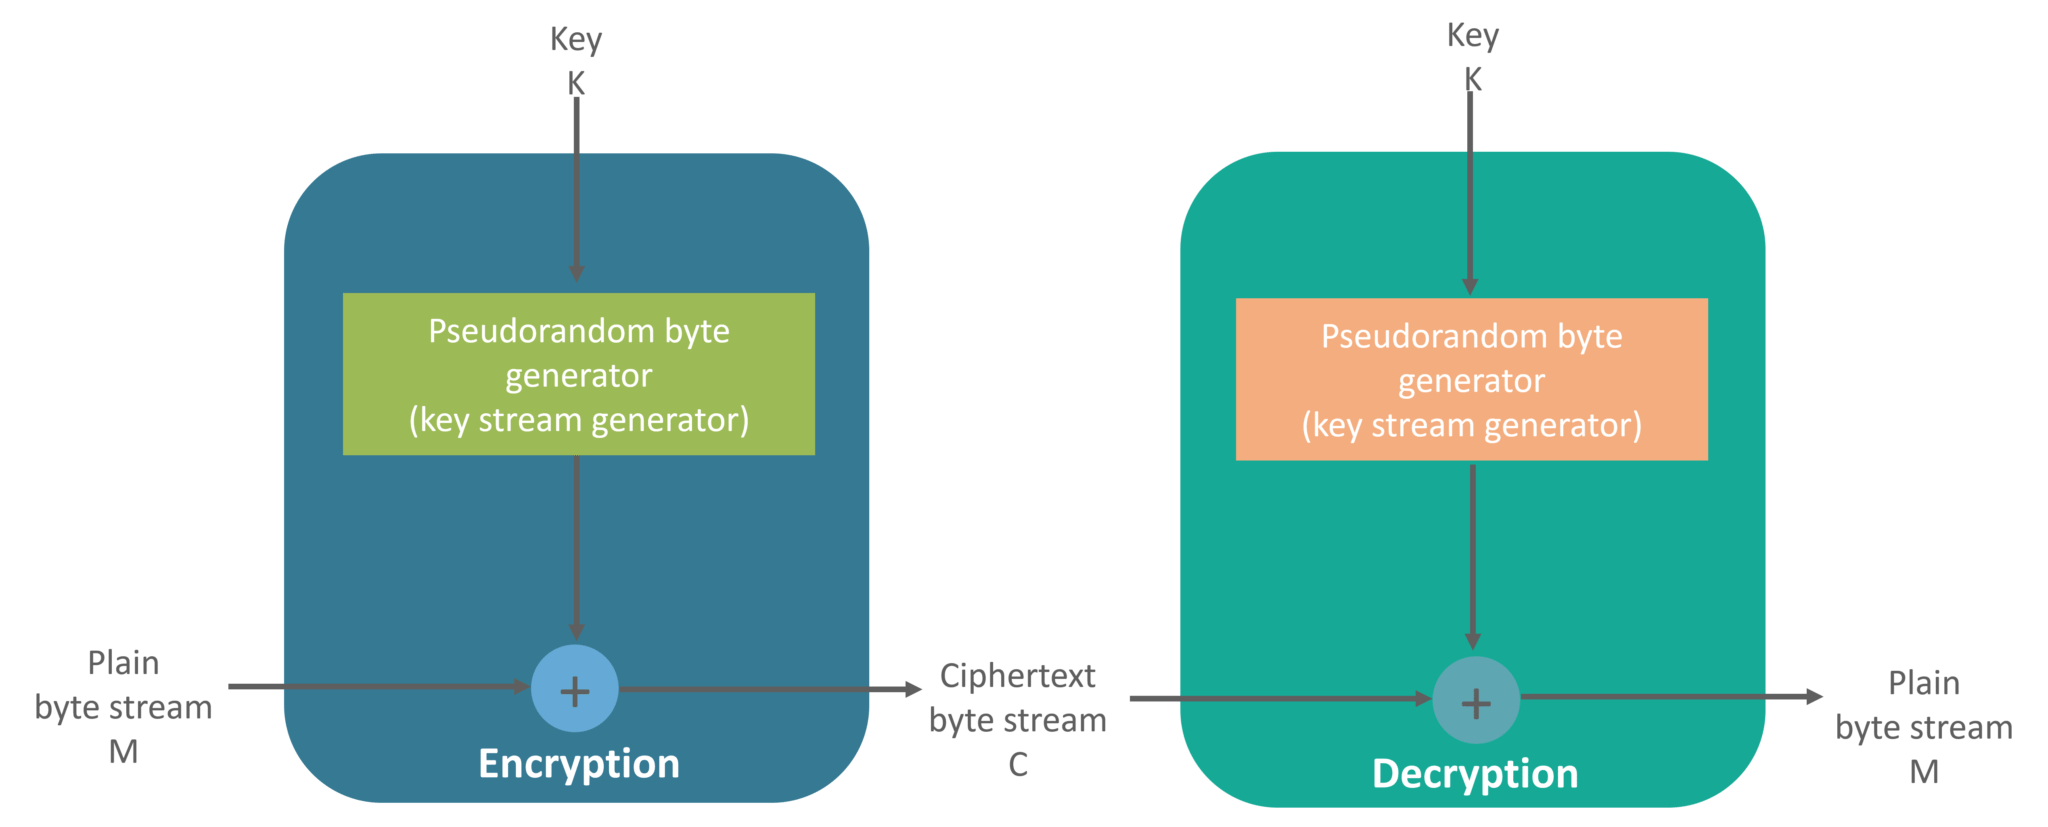 Key
K
Pseudorandom byte
generator
(key stream generator)
Plain
byte stream
M
+
Encryption
Ciphertext
byte stream
C
Key
K
Pseudorandom byte
generator
(key stream generator)
+
Decryption
Plain
byte stream
M